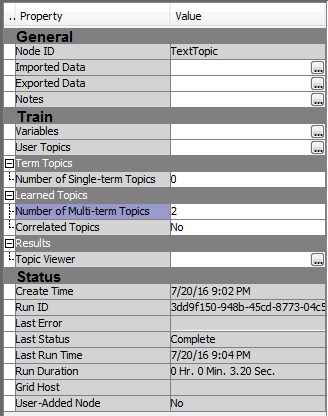 .. Property Value
General
Node ID TextTopic
Imported Data ...
Exported Data ...
Notes ...
Train
Variables ...
User Topics ...
Term Topics
Number of Single-term Topics 0
Learned Topics
Number of Multi-term Topics 2
Correlated Topics No
Results
Topic Viewer ...
Status
Create Time 7/20/16 9:02 PM
Run ID 3dd9f150-948b-45cd-8773-04c5
Last Error
Last Status Complete
Last Run Time 7/20/16 9:04 PM
Run Duration 0 Hr. 0 Min. 3.20 Sec.
Grid Host
User-Added Node No